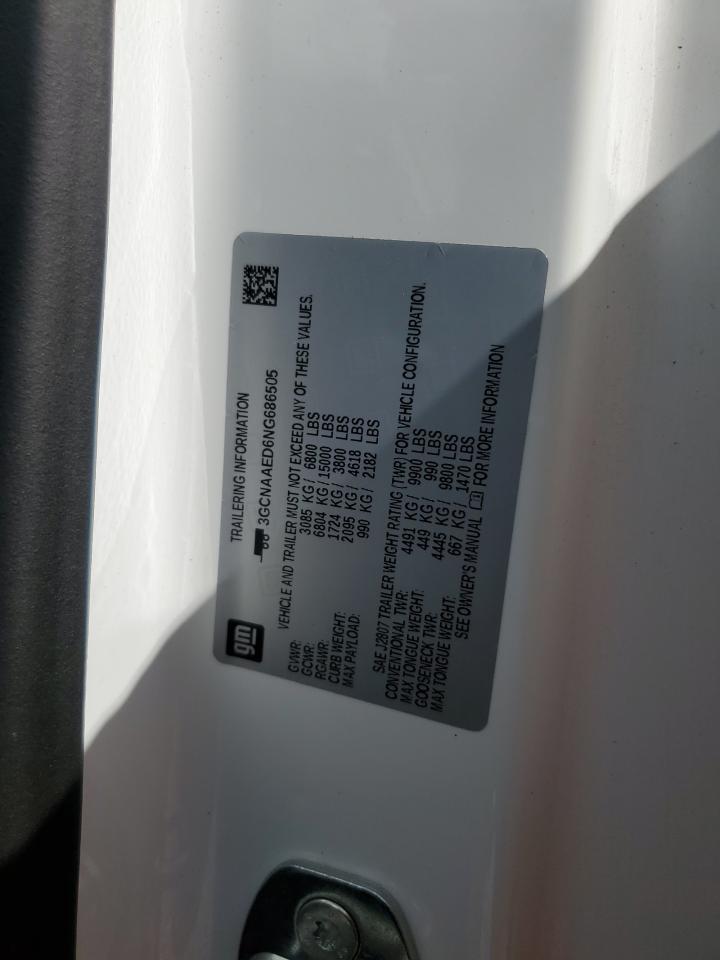 TRAILERING INFORMATION
gm
3GCNAAED6NG686505
VEHICLE AND TRAILER MUST NOT EXCEED ANY OF THESE VALUES.
GVWR: 3085 KG/ 6800 LBS
GCWR: 6804 KG/ 15000 LBS
RGAWR: 1724 KG/ 3800 LBS
CURB WEIGHT: 2095 KG/ 4618 LBS
MAX PAYLOAD: 990 KG/ 2182 LBS
SAE J2807 TRAILER WEIGHT RATING (TWR) FOR VEHICLE CONFIGURATION.
CONVENTIONAL TWR: 4491 KG/ 9900 LBS
MAX TONGUE WEIGHT: 449 KG/ 990 LBS
GOOSENECK TWR: 4445 KG/ 9800 LBS
MAX TONGUE WEIGHT: 667 KG/ 1470 LBS
SEE OWNER'S MANUAL FOR MORE INFORMATION